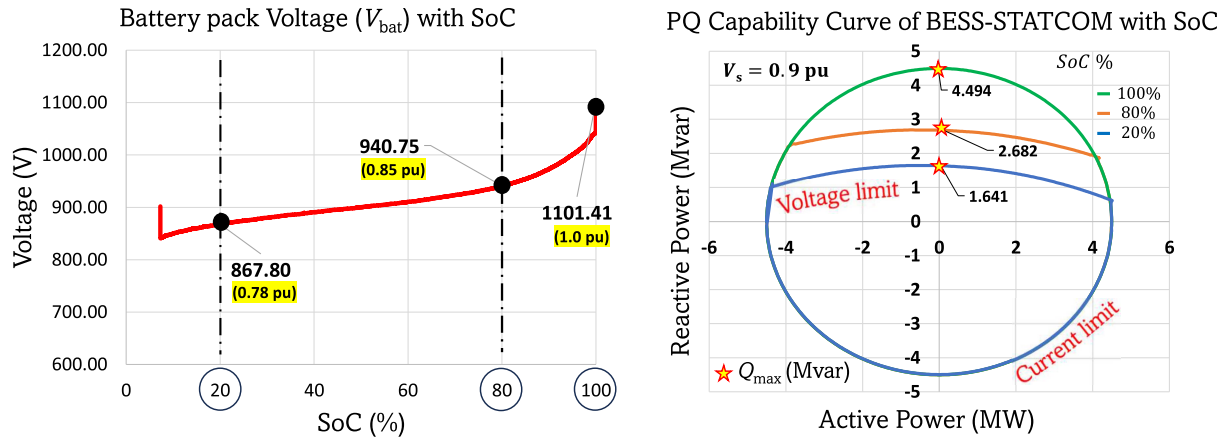 Battery pack Voltage (Vbat) with SoC
1200.00
1100.00
1000.00
900.00
800.00
700.00
600.00
Voltage (V)
940.75
(0.85 pu)
1101.41
(1.0 pu)
867.80
(0.78 pu)
0
20
40
60
80
100
SoC (%)
PQ Capability Curve of BESS-STATCOM with SoC
Reactive Power (Mvar)
5
4
3
2
1
0
-1
-2
-3
-4
-5
Vs = 0.9 pu
SoC %
100%
80%
20%
4.494
2.682
1.641
Voltage limit
-6
-4
-2
0
2
4
6
Current limit
Qmax (Mvar)
Active Power (MW)